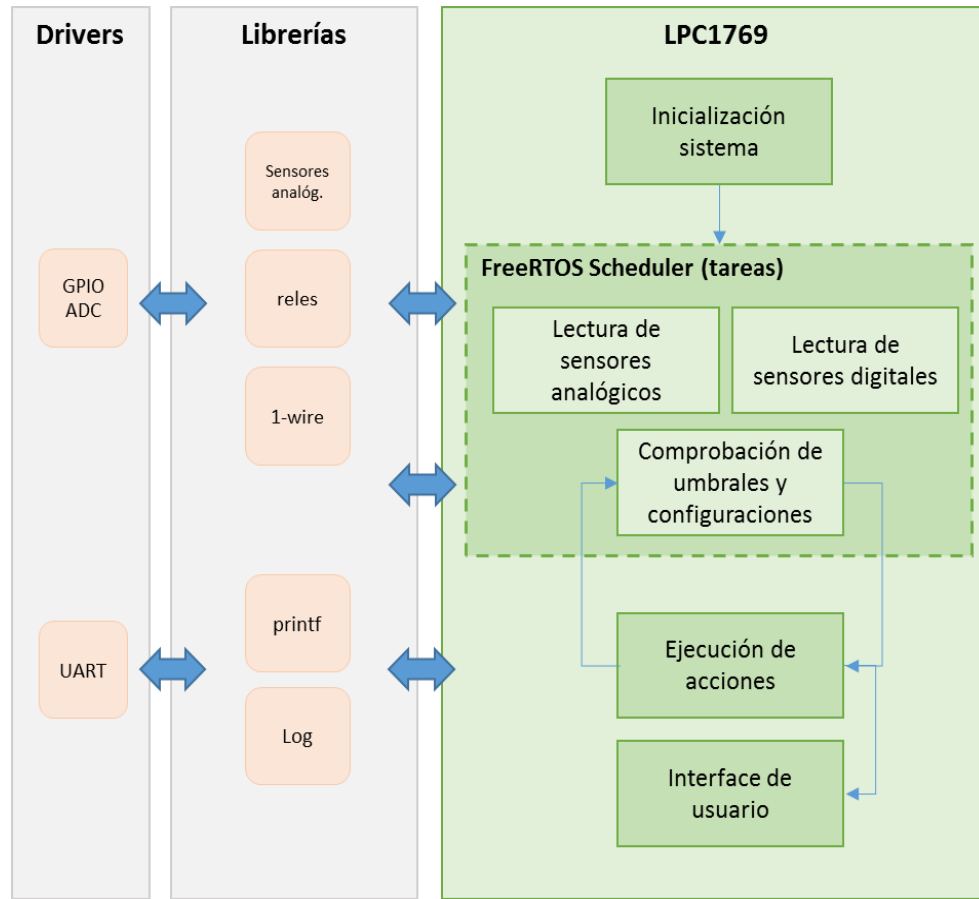 Drivers
GPIO
ADC
UART
Librerías
Sensores
analóg.
reles
1-wire
printf
Log
LPC1769
Inicialización
sistema
FreeRTOS Scheduler (tareas)
Lectura de
sensores
analógicos
Lectura de
sensores digitales
Comprobación de
umbrales y
configuraciones
Ejecución de
acciones
Interface de
usuario